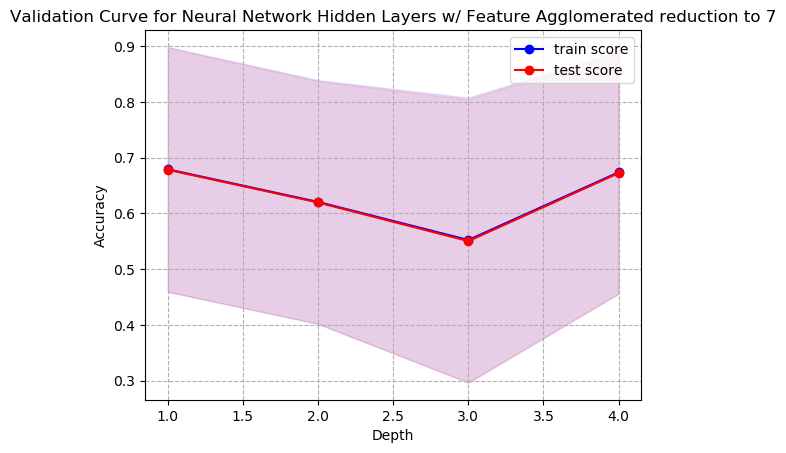 Validation Curve for Neural Network Hidden Layers w/ Feature Agglomerated reduction to 7
train score
test score
Accuracy
0.9
0.8
0.7
0.6
0.5
0.4
0.3
1.0
1.5
2.0
2.5
3.0
3.5
4.0
Depth